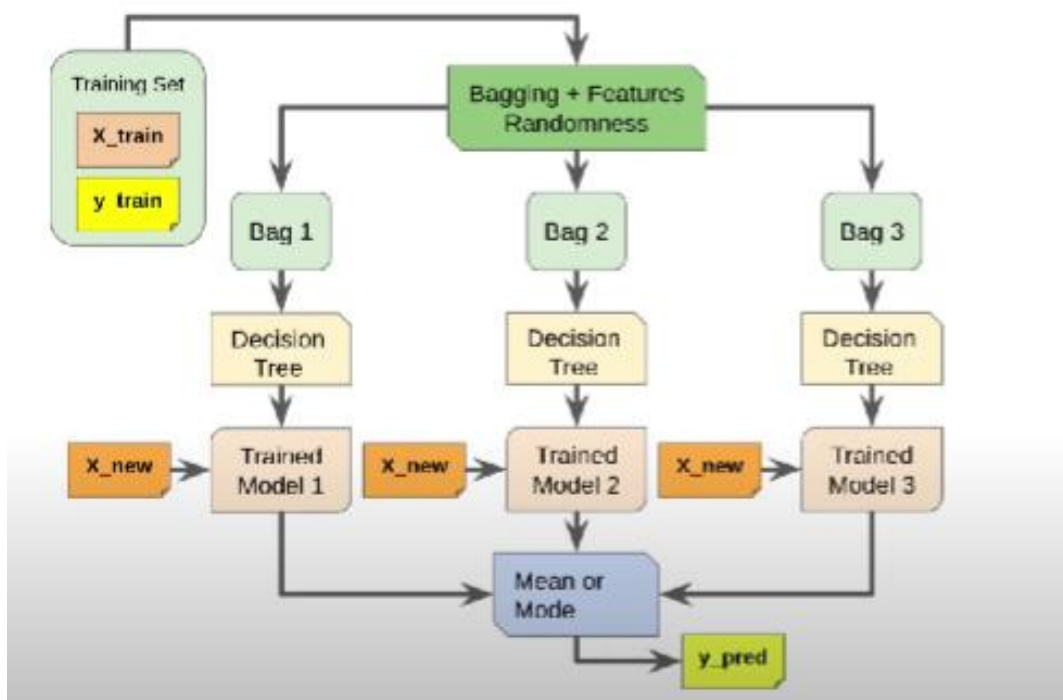 Training Set
X_train
y_train
Bagging + Features
Randomness
Bag 1
Bag 2
Bag 3
Decision
Tree
Decision
Tree
Decision
Tree
X_new
Trained
Model 1
X_new
Trained
Model 2
X_new
Trained
Model 3
Mean or
Mode
y_pred